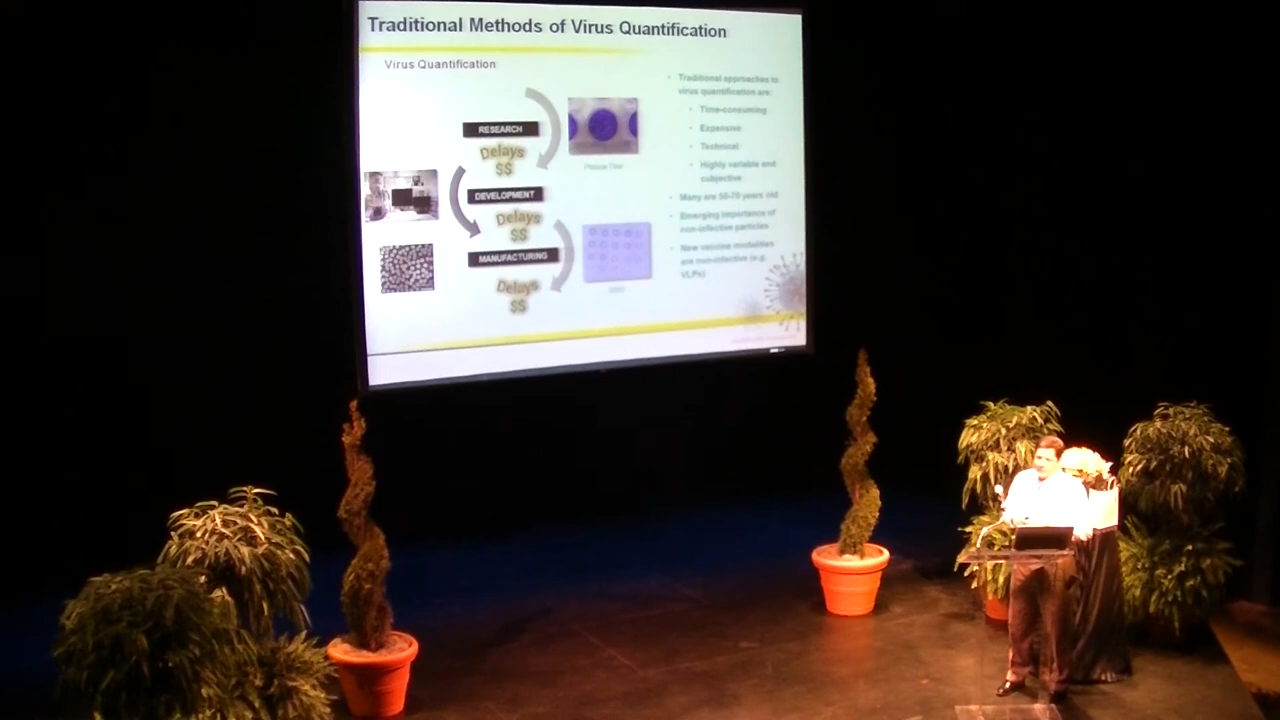 Traditional Methods of Virus Quantification
Virus Quantification
RESEARCH
Delays
$$
DEVELOPMENT
Delays
$$
MANUFACTURING
Delays
$$
Plaque Titer
• Traditional approaches to
virus quantification are:
• Time-consuming
• Expensive
• Technical
• Highly variable and
subjective
• Many are 50-70 years old
• Emerging importance of
non-infective particles
• New vaccine modalities
are non-infective (e.g.
VLPs)